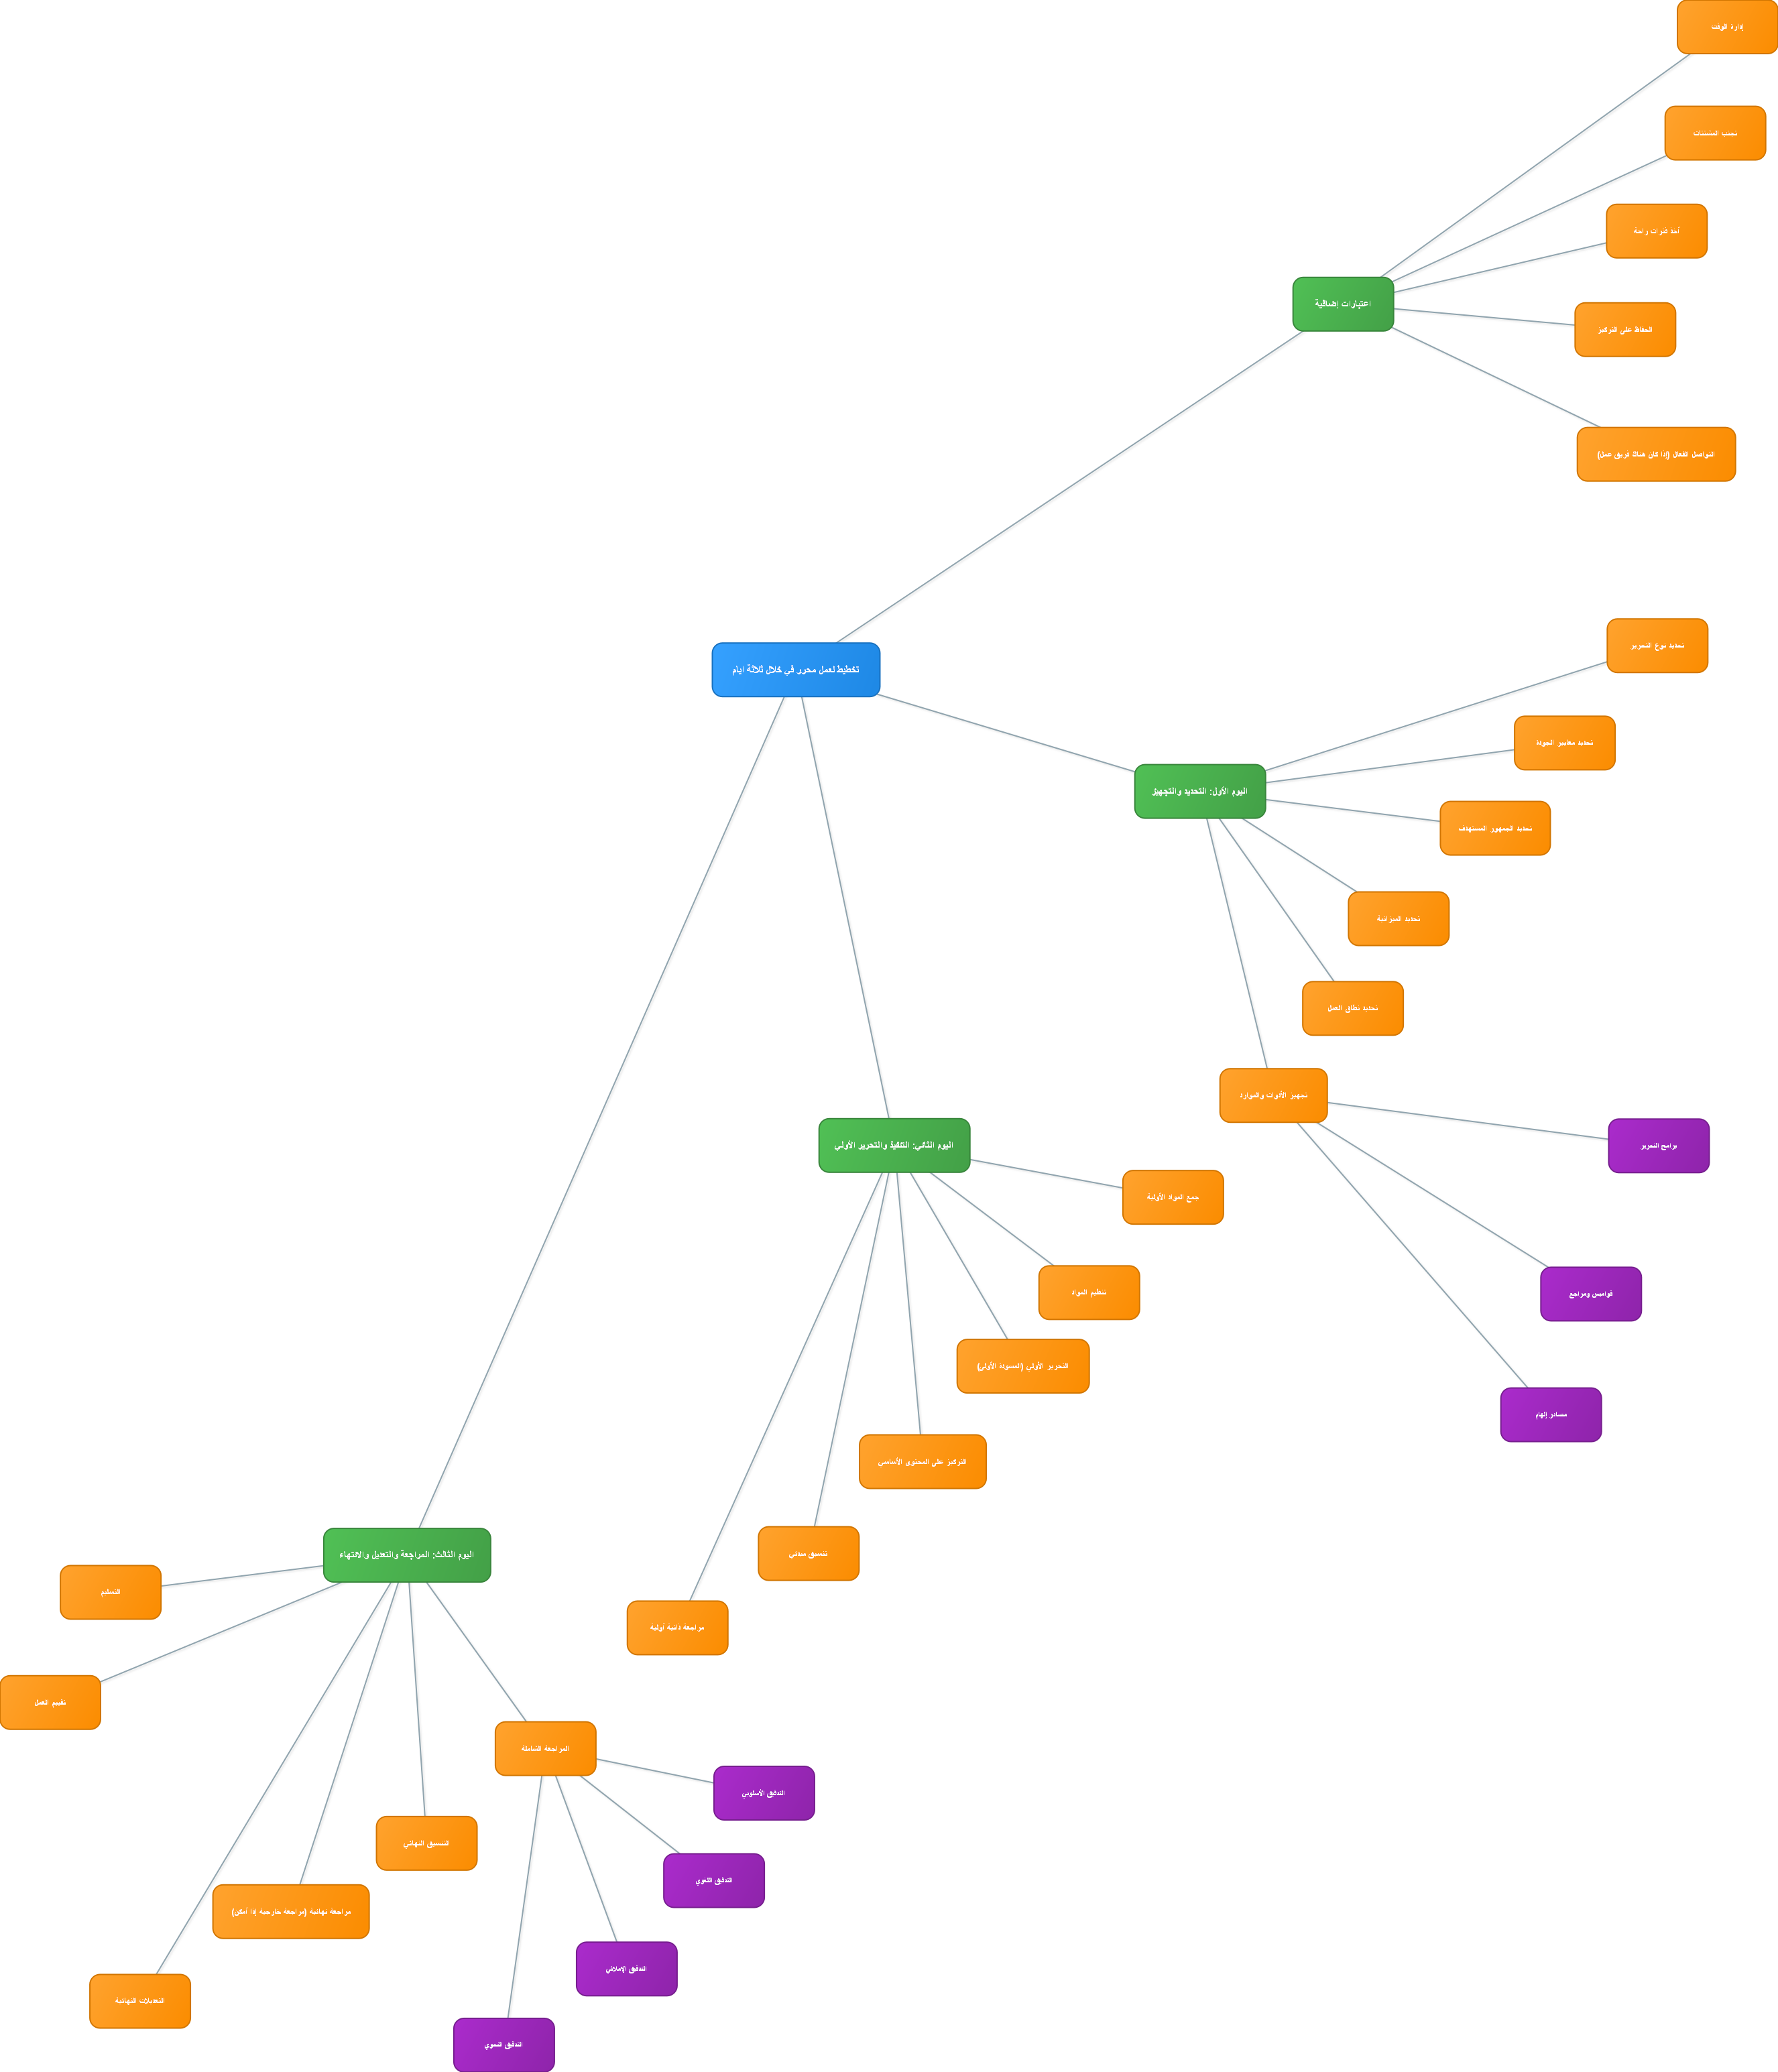 إدارة الوقت
تجنب المشتتات
أخذ فترات راحة
اعتبارات إضافية
الحفاظ على التركيز
التواصل الفعال (إذا كان هناك فريق عمل)
تخطيط لعمل محرر في خلال ثلاثة ايام
تحديد نوع التحرير
تحديد معايير الجودة
اليوم الأول: التحديد والتجهيز
تحديد الجمهور المستهدف
تحديد الميزانية
تحديد نطاق العمل
تجهيز الأدوات والموارد
برامج التحرير
قواميس ومراجع
مصادر إلهام
اليوم الثاني: التنفيذ والتحرير الأولي
جمع المواد الأولية
تنظيم المواد
التحرير الأولي (المسودة الأولى)
التركيز على المحتوى الأساسي
تنسيق مبدئي
مراجعة ذاتية أولية
اليوم الثالث: المراجعة والتعديل والانتهاء
التسليم
تقييم العمل
المراجعة الشاملة
التدقيق الأسلوبي
التدقيق اللغوي
التدقيق الإملائي
التدقيق النحوي
التنسيق النهائي
مراجعة نهائية (مراجعة خارجية إذا أمكن)
التعديلات النهائية